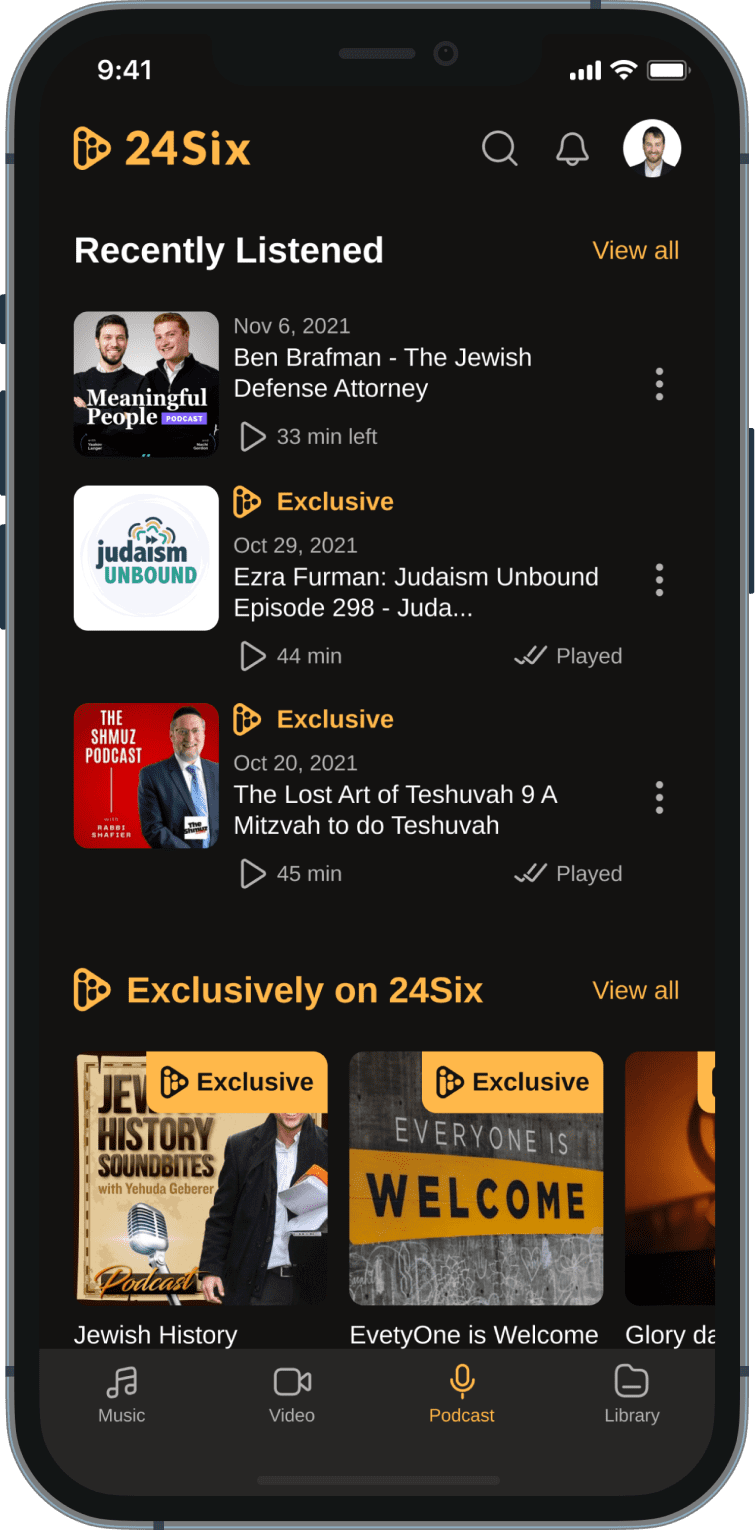 9:41
24Six
Recently Listened
View all
Meaningful
People PODCAST
Nov 6, 2021
Ben Brafman - The Jewish
Defense Attorney
33 min left
judaism
UNBOUND
Exclusive
Oct 29, 2021
Ezra Furman: Judaism Unbound
Episode 298 - Juda...
44 min
Played
THE
SHMUZ
PODCAST
with
RABBI
SHAFIER
The
Shmuz
Exclusive
Oct 20, 2021
The Lost Art of Teshuvah 9 A
Mitzvah to do Teshuvah
45 min
Played
Exclusively on 24Six
View all
Exclusive
HISTORY
SOUNDBITES
with Yehuda Geberer
Podcast
Jewish History
Exclusive
EVERYONE IS
WELCOME
EvetyOne is Welcome
Glory da
Music
Video
Podcast
Library